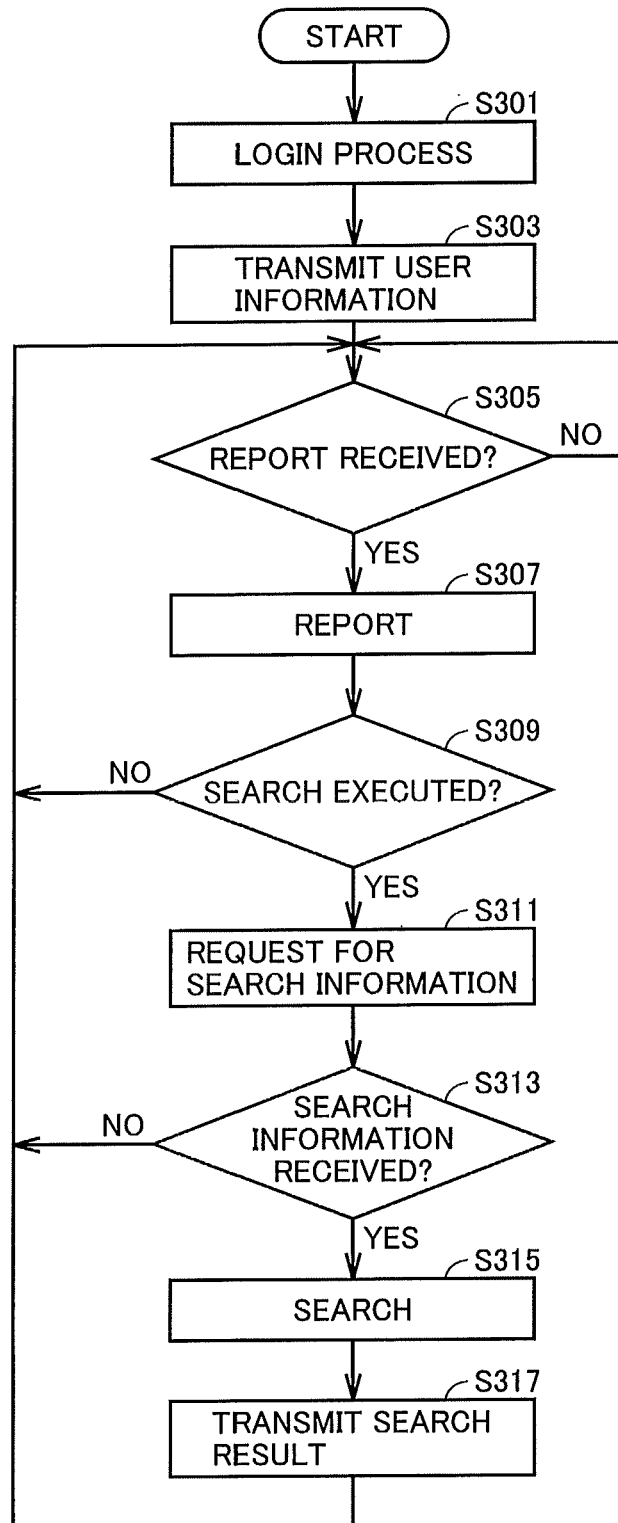 START
S301
LOGIN PROCESS
S303
TRANSMIT USER
INFORMATION
S305
REPORT RECEIVED?
NO
YES
S307
REPORT
S309
NO
SEARCH EXECUTED?
YES
S311
REQUEST FOR
SEARCH INFORMATION
S313
NO
SEARCH
INFORMATION
RECEIVED?
YES
S315
SEARCH
S317
TRANSMIT SEARCH
RESULT